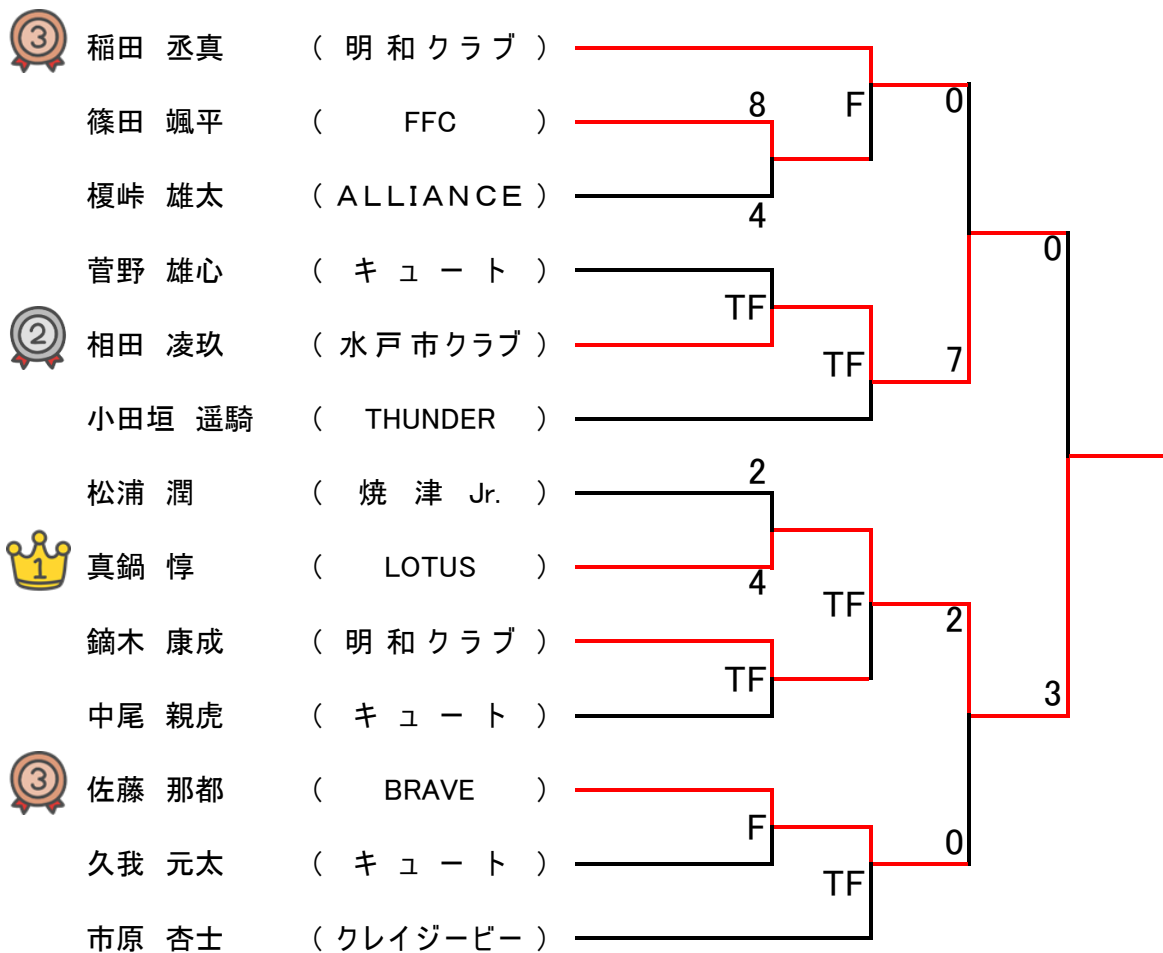 3 稲田 丞真 ( 明和クラブ )
F 0
8
篠田 颯平 ( FFC )
榎峠 雄太 ( ALLIANCE )
4
0
菅野 雄心 ( キュート )
TF
相田 凌玖 ( 水戸市クラブ )
2
TF 7
小田垣 遥騎 ( THUNDER )
2
松浦 潤 ( 焼津 Jr. )
1 真鍋 惇 ( LOTUS )
4
TF 2
鏑木 康成 ( 明和クラブ )
TF
3
中尾 親虎 ( キュート )
3 佐藤 那都 ( BRAVE )
F 0
久我 元太 ( キュート )
TF
市原 杏士 ( クレイジービー )